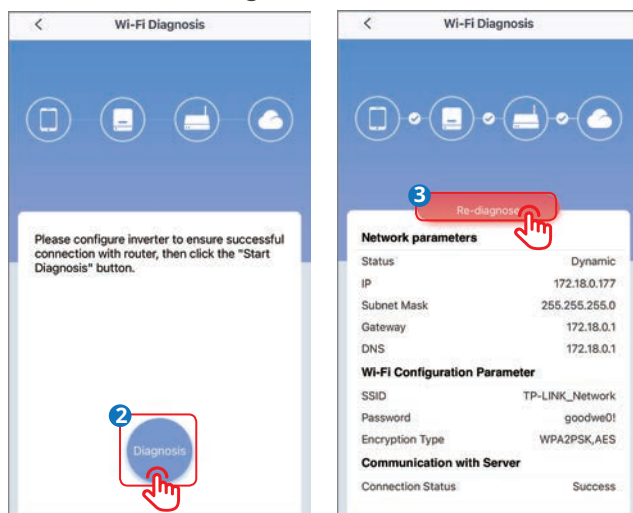 Wi-Fi Diagnosis
Please configure inverter to ensure successful
connection with router, then click the "Start
Diagnosis" button.
2
Diagnosis
Wi-Fi Diagnosis
3
Re-diagnose
Network parameters
Status Dynamic
IP 172.18.0.177
Subnet Mask 255.255.255.0
Gateway 172.18.0.1
DNS 172.18.0.1
Wi-Fi Configuration Parameter
SSID TP-LINK_Network
Password goodwe0!
Encryption Type WPA2PSK,AES
Communication with Server
Connection Status Success